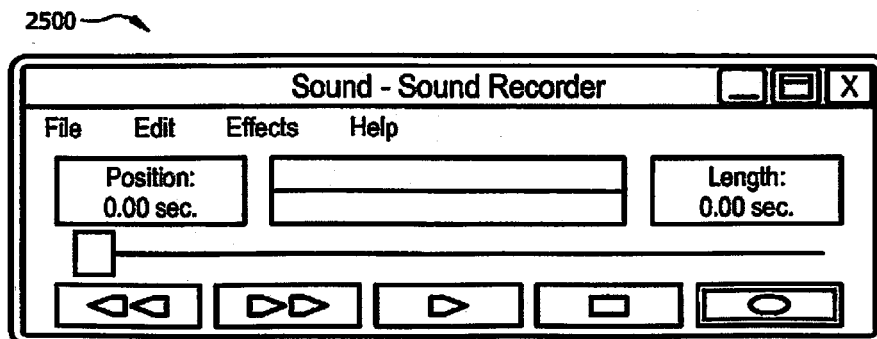 2500
Sound - Sound Recorder X
File Edit Effects Help
Position: Length:
0.00 sec. 0.00 sec.